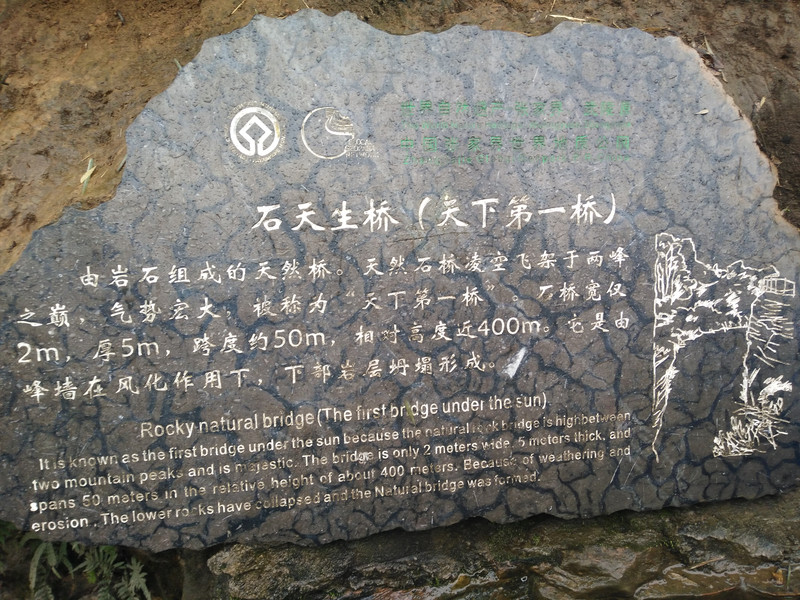 石天生桥（天下第一桥）
由岩石组成的天然桥。天然石桥凌空飞架于两峰
之巅，气势宏大，被称为“天下第一桥”。石桥宽仅
2m，厚5m，跨度约50m，相对高度近400m。它是由
峰墙在风化作用下，下部岩层坍塌形成。
Rocky natural bridge(The first bridge under the sun)
It is known as the first bridge under the sun because the natural rock bridge is highbetween
two mountain peaks and is majestic. The bridge is only 2 meters wide, 5 meters thick, and
spans 50 meters in the relative height of about 400 meters. Because of weathering and
erosion , The lower rocks have collapsed and the Natural bridge was formed.